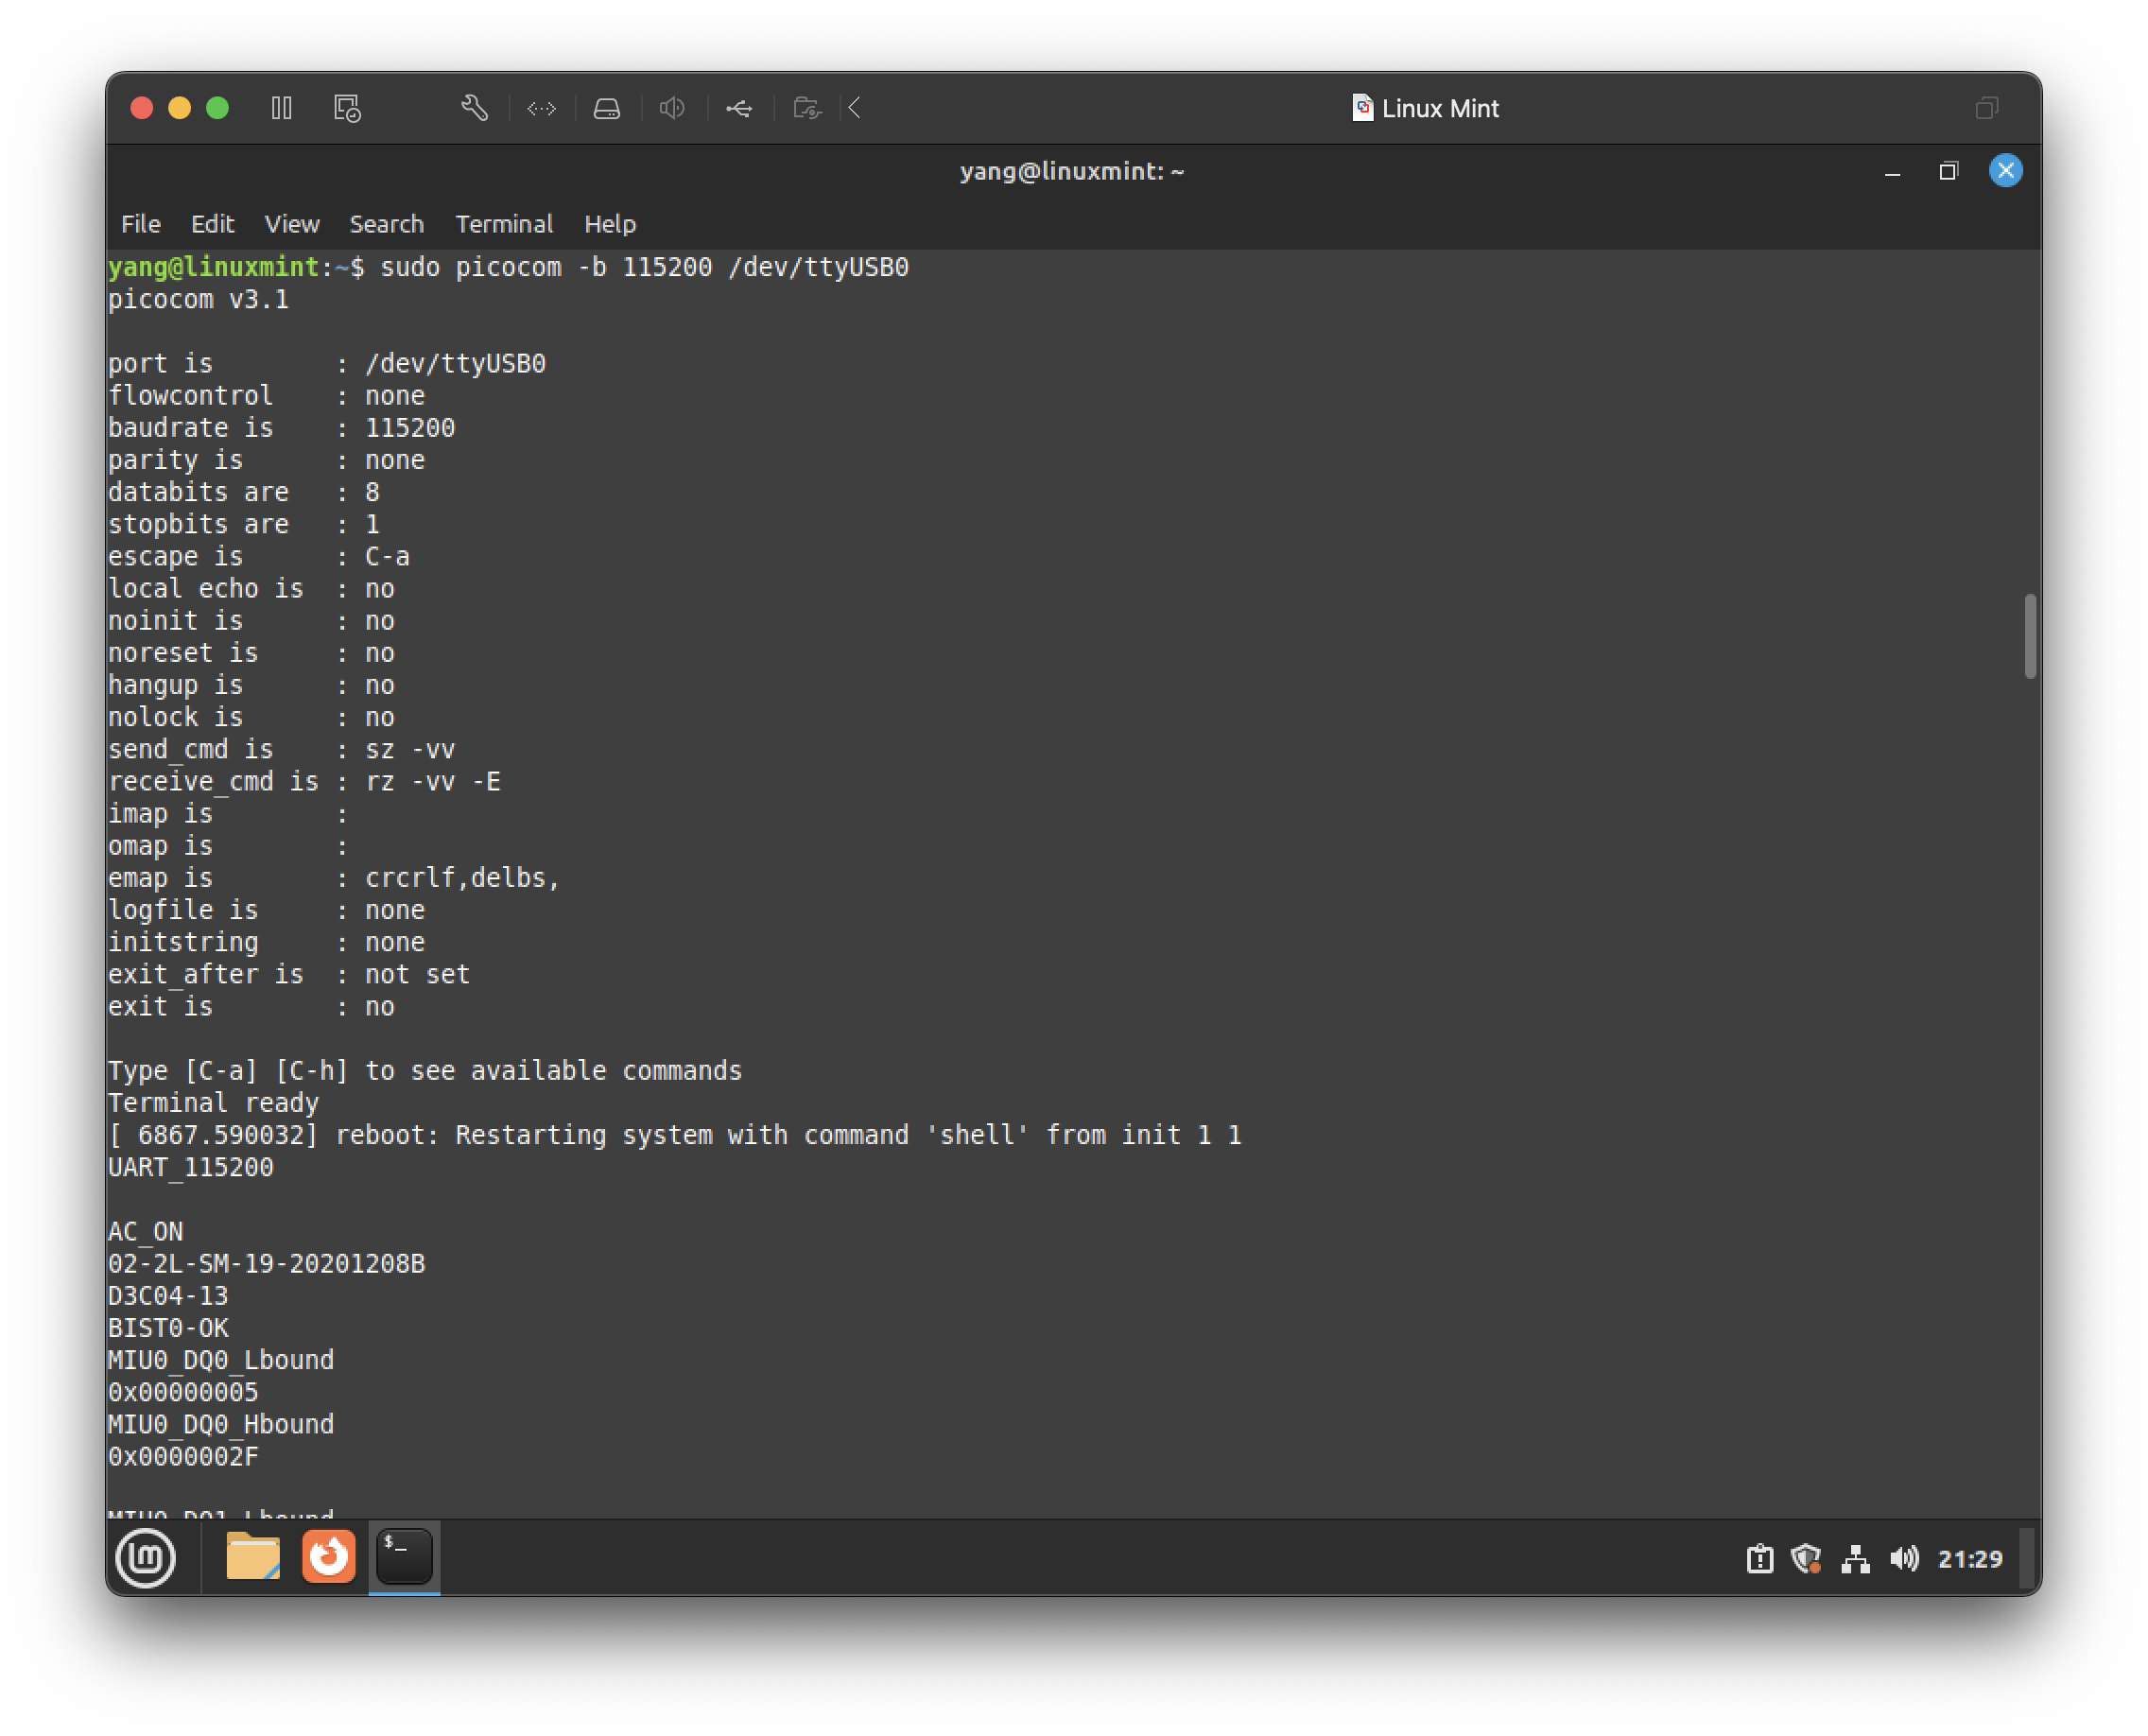 Linux Mint
yang@linuxmint: ~
File Edit View Search Terminal Help
yang@linuxmint:~$ sudo picocom -b 115200 /dev/ttyUSB0
picocom v3.1
port is        : /dev/ttyUSB0
flowcontrol    : none
baudrate is    : 115200
parity is      : none
databits are   : 8
stopbits are   : 1
escape is      : C-a
local echo is  : no
noinit is      : no
noreset is     : no
hangup is      : no
nolock is      : no
send_cmd is    : sz -vv
receive_cmd is : rz -vv -E
imap is        :
omap is        :
emap is        : crcrlf,delbs,
logfile is     : none
initstring     : none
exit_after is  : not set
exit is        : no
Type [C-a] [C-h] to see available commands
Terminal ready
[ 6867.590032] reboot: Restarting system with command 'shell' from init 1 1
UART_115200
AC_ON
02-2L-SM-19-20201208B
D3C04-13
BIST0-OK
MIU0_DQ0_Lbound
0x00000005
MIU0_DQ0_Hbound
0x0000002F
MIU0_DQ1_Lbound
$_
21:29